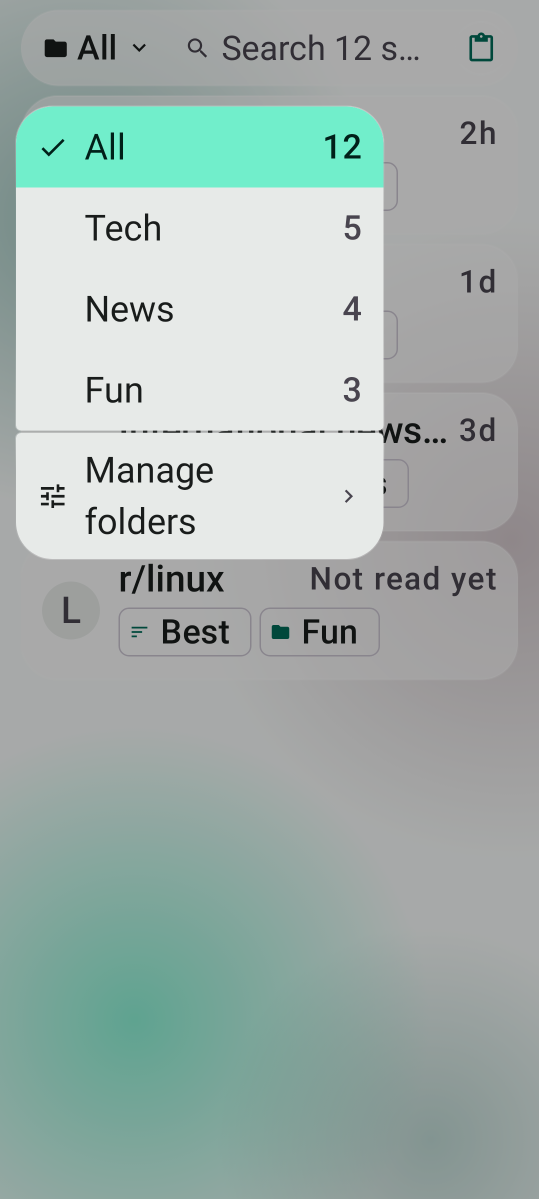 All
Search 12 s...
All 12
2h
Tech 5
1d
News 4
Fun 3
ws... 3d
Manage
folders
r/linux Not read yet
L
Best Fun